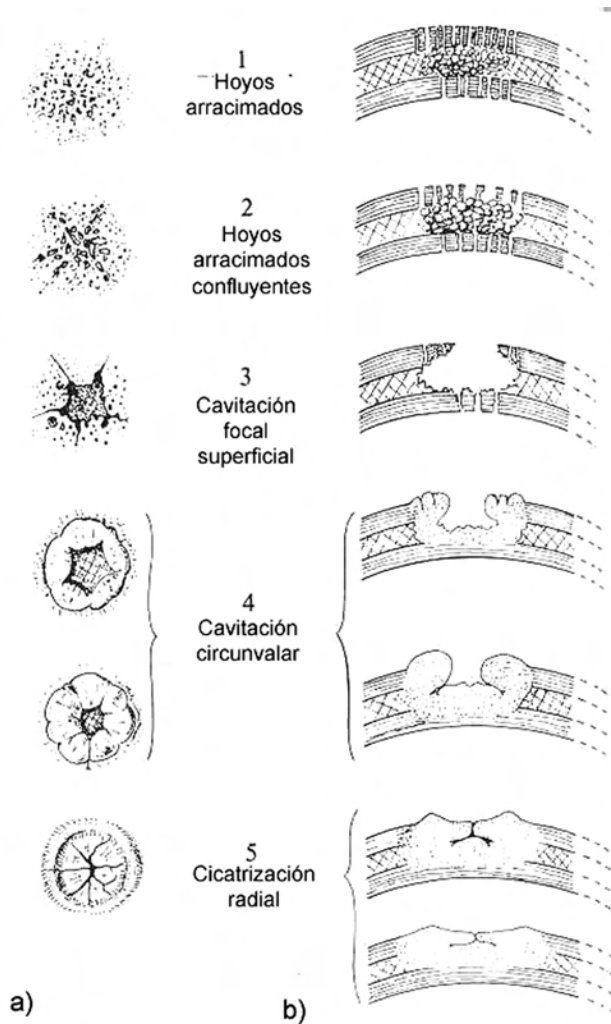 1
Hoyos
arracimados
2
Hoyos
arracimados
confluyentes
3
Cavitación
focal
superficial
4
Cavitación
circunvalar
5
Cicatrización
radial
a)
b)